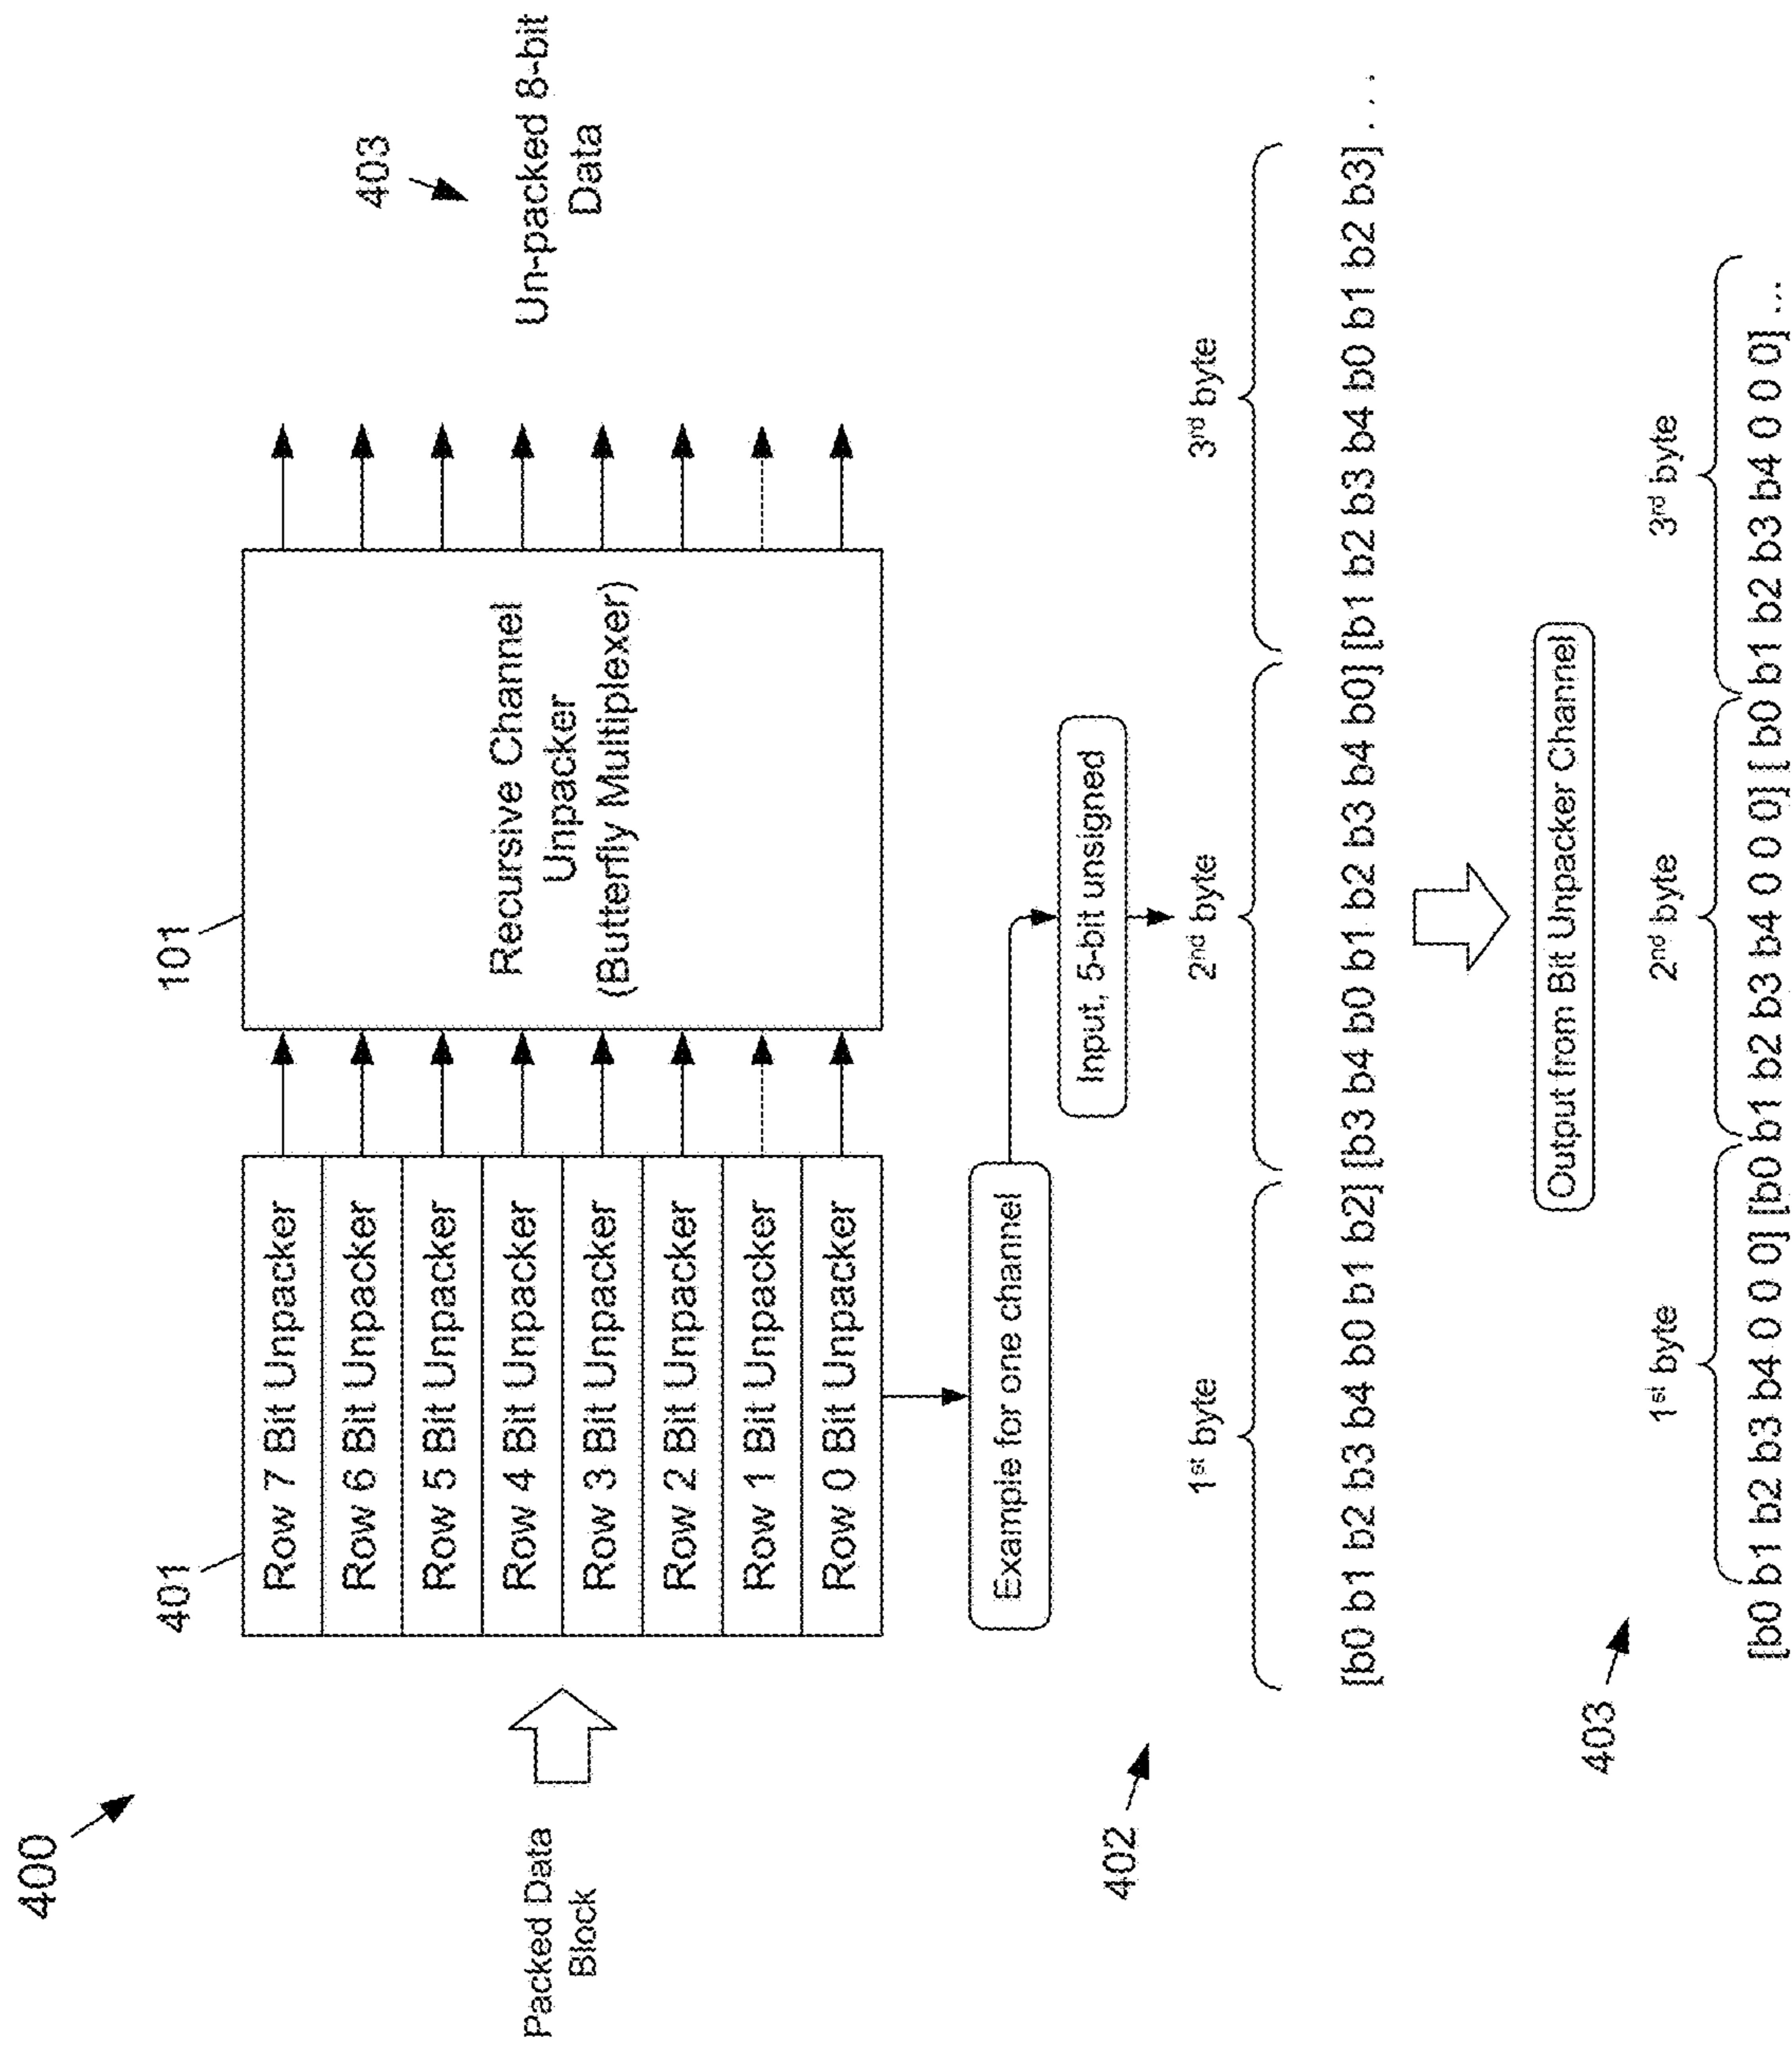 400
401
101
403
Packed Data
Block
Row 7 Bit Unpacker
Row 6 Bit Unpacker
Row 5 Bit Unpacker
Row 4 Bit Unpacker
Row 3 Bit Unpacker
Row 2 Bit Unpacker
Row 1 Bit Unpacker
Row 0 Bit Unpacker
Recursive Channel
Unpacker
(Butterfly Multiplexer)
Un-packed 8-bit
Data
Example for one channel
Input, 5-bit unsigned
402
1st byte
2nd byte
3rd byte
[b0 b1 b2 b3 b4 b0 b1 b2] [b3 b4 b0 b1 b2 b3 b4 b0] [b1 b2 b3 b4 b0 b1 b2 b3] . . .
Output from Bit Unpacker Channel
403
1st byte
2nd byte
3rd byte
[b0 b1 b2 b3 b4 0 0 0] [b0 b1 b2 b3 b4 0 0 0] [b0 b1 b2 b3 b4 0 0 0] ...